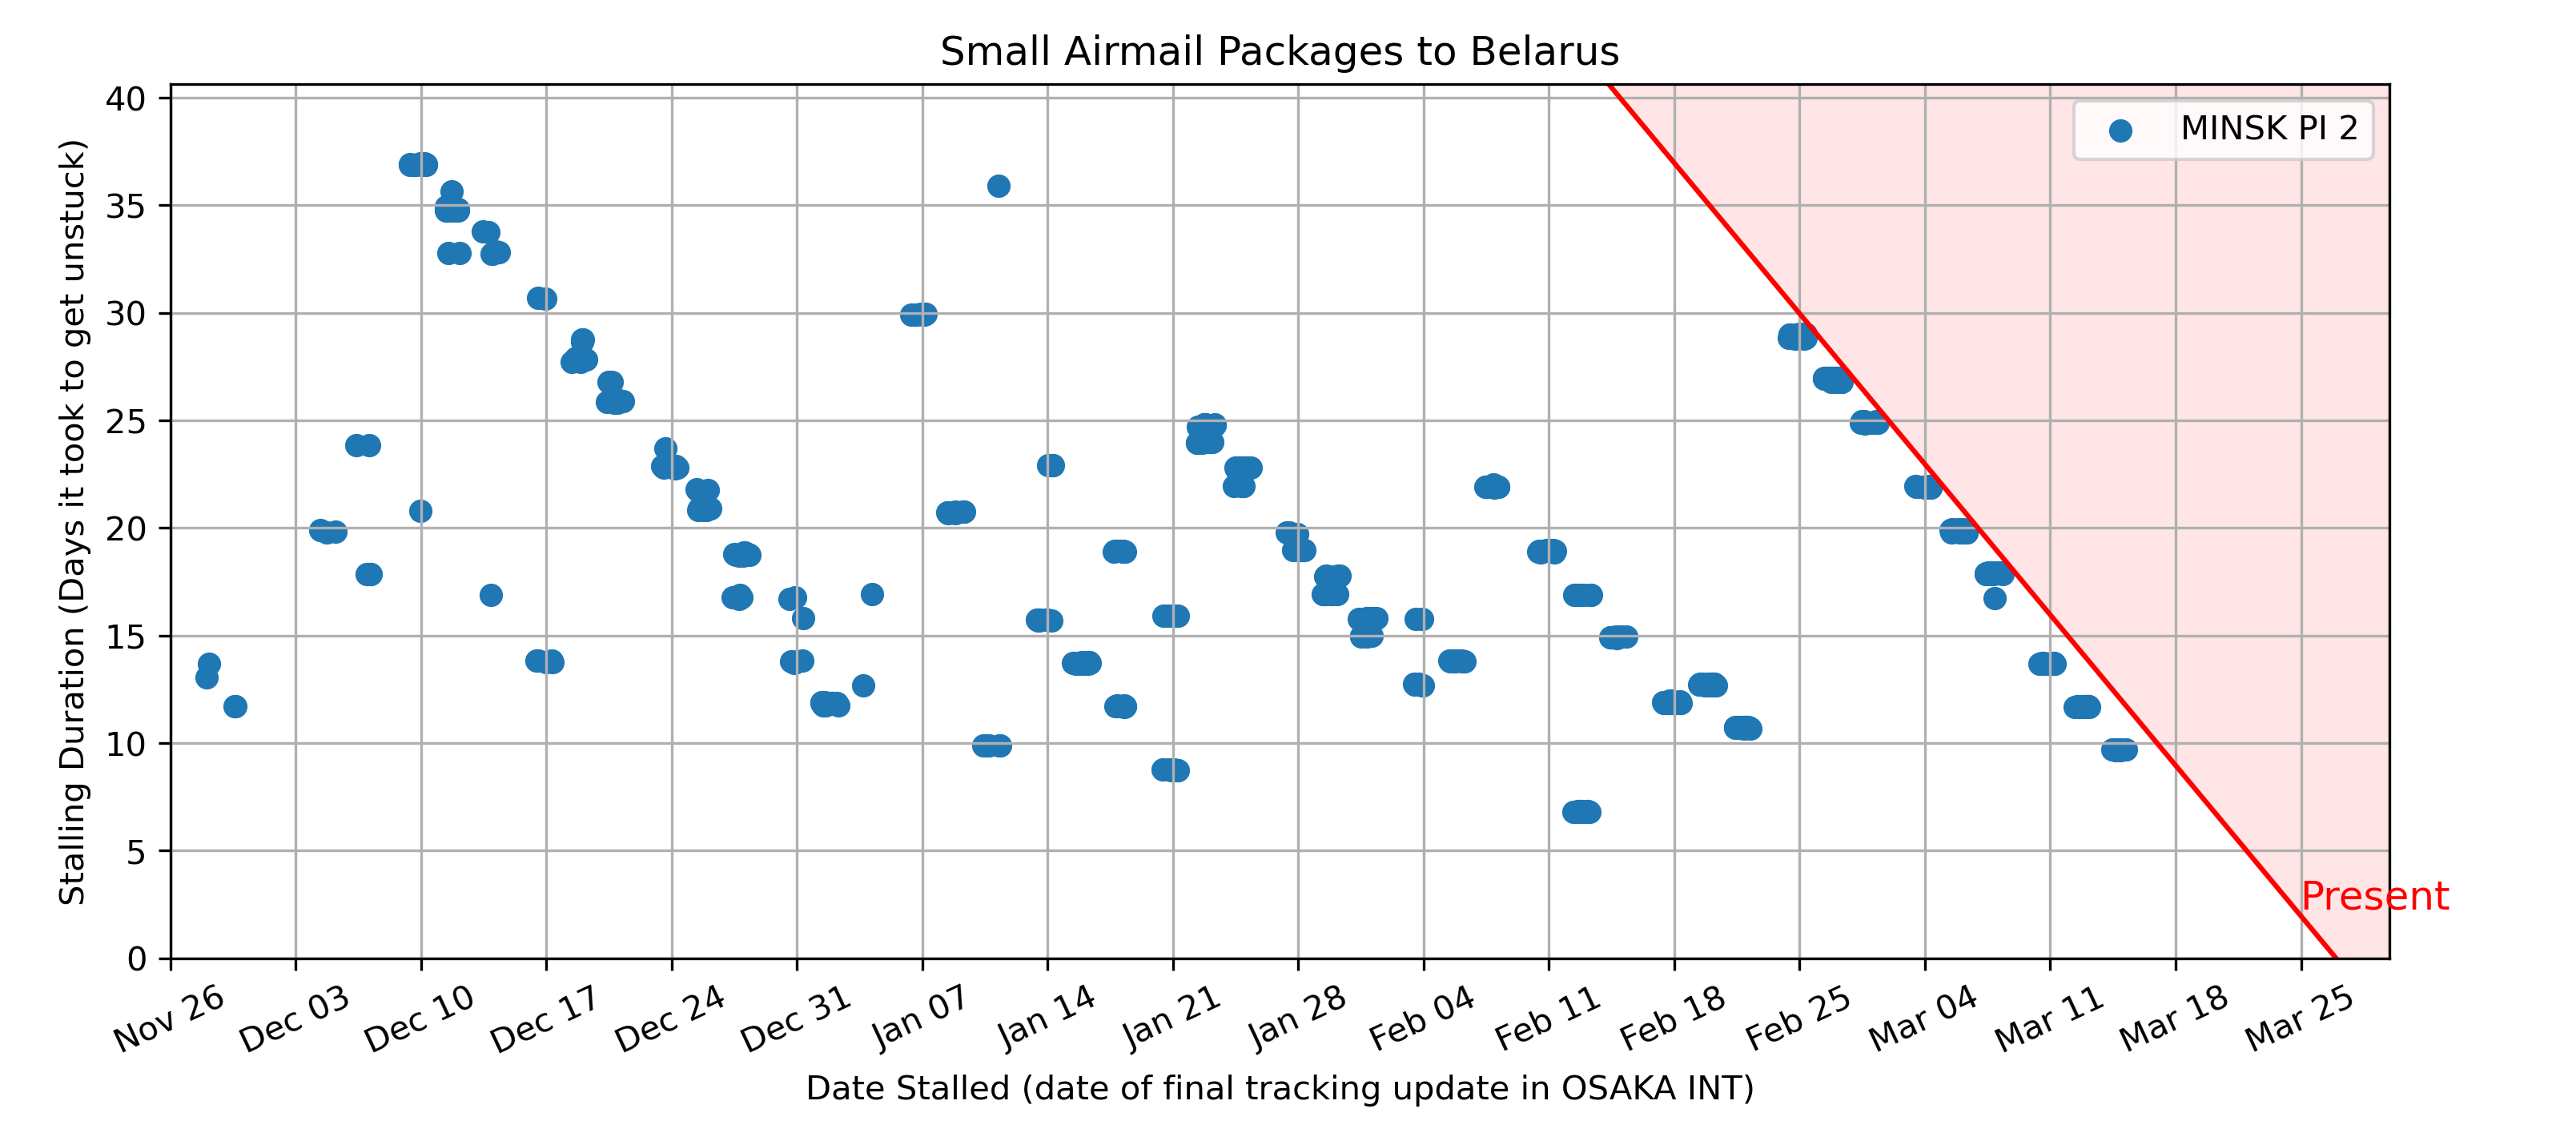 Small Airmail Packages to Belarus
MINSK PI 2
Stalling Duration (Days it took to get unstuck)
40
35
30
25
20
15
10
5
0
Present
Nov 26 Dec 03 Dec 10 Dec 17 Dec 24 Dec 31 Jan 07 Jan 14 Jan 21 Jan 28 Feb 04 Feb 11 Feb 18 Feb 25 Mar 04 Mar 11 Mar 18 Mar 25
Date Stalled (date of final tracking update in OSAKA INT)